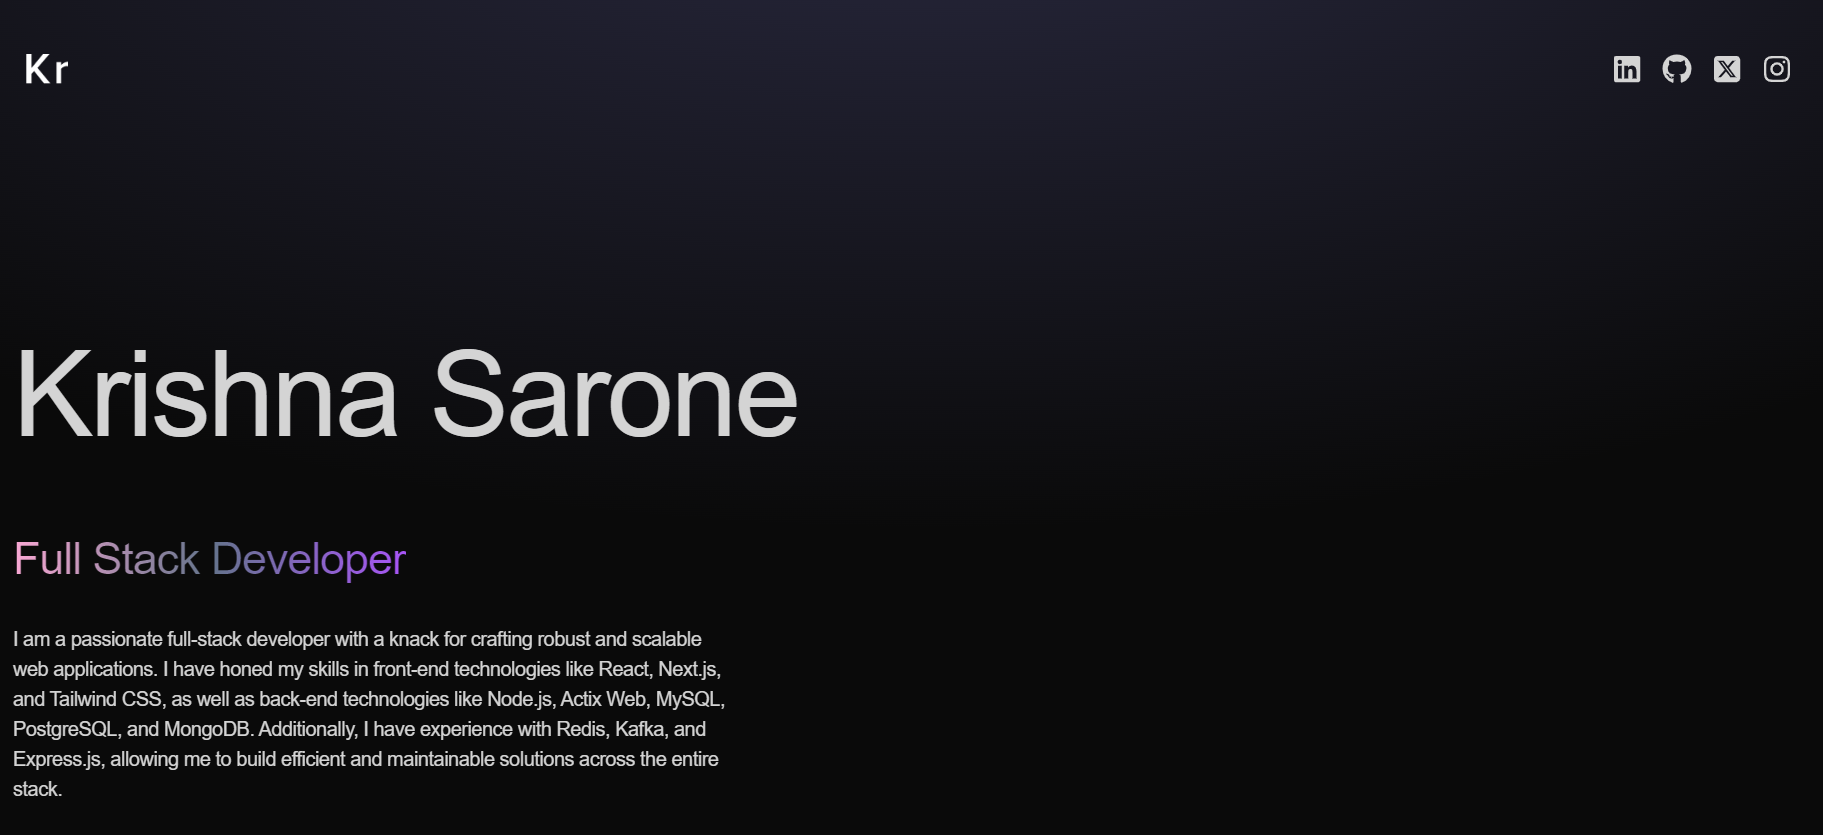 Kr
Krishna Sarone
Full Stack Developer
I am a passionate full-stack developer with a knack for crafting robust and scalable
web applications. I have honed my skills in front-end technologies like React, Next.js,
and Tailwind CSS, as well as back-end technologies like Node.js, Actix Web, MySQL,
PostgreSQL, and MongoDB. Additionally, I have experience with Redis, Kafka, and
Express.js, allowing me to build efficient and maintainable solutions across the entire
stack.